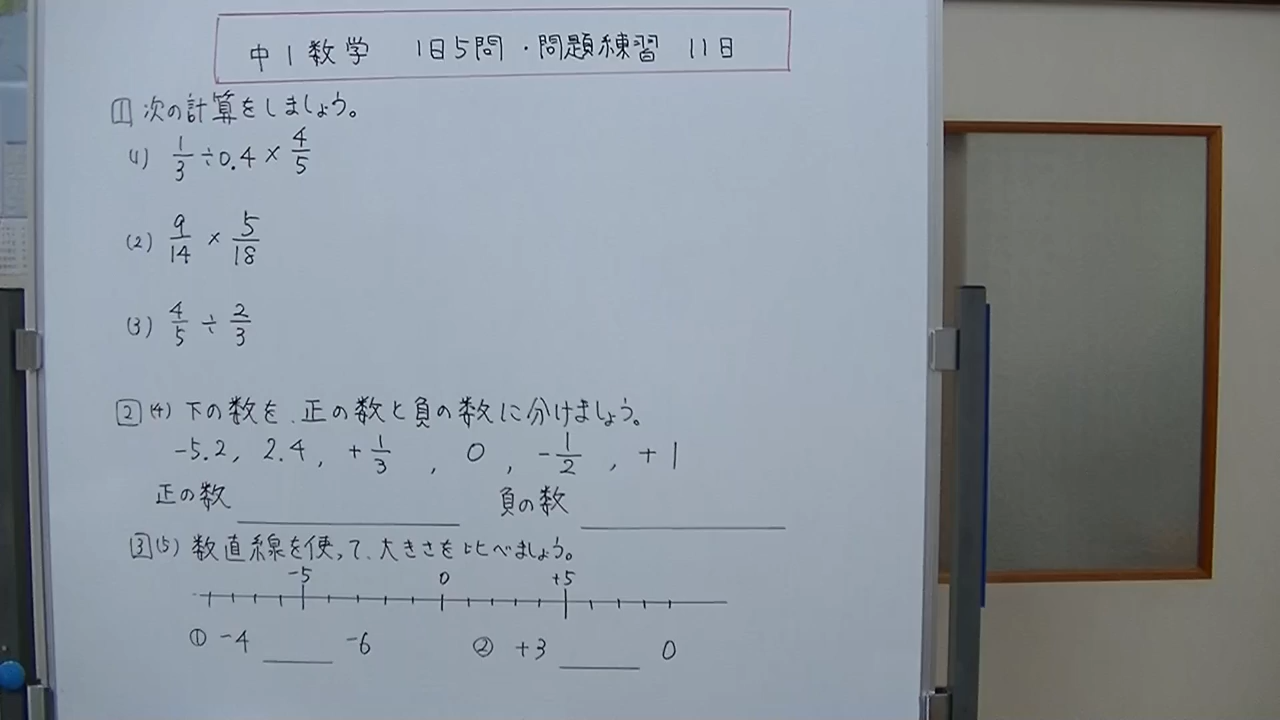 中1数学 1日5問・問題練習 11日
1 次の計算をしましょう。
(1) 1/3 ÷ 0.4 × 4/5
(2) 9/14 × 5/18
(3) 4/5 ÷ 2/3
2 (4) 下の数を、正の数と負の数に分けましょう。
-5.2, 2.4, +1/3, 0, -1/2, +1
正の数 ＿＿＿ 負の数 ＿＿＿
3 (5) 数直線を使って、大きさを比べましょう。
-5 0 +5
① -4 ＿＿ -6 ② +3 ＿＿ 0